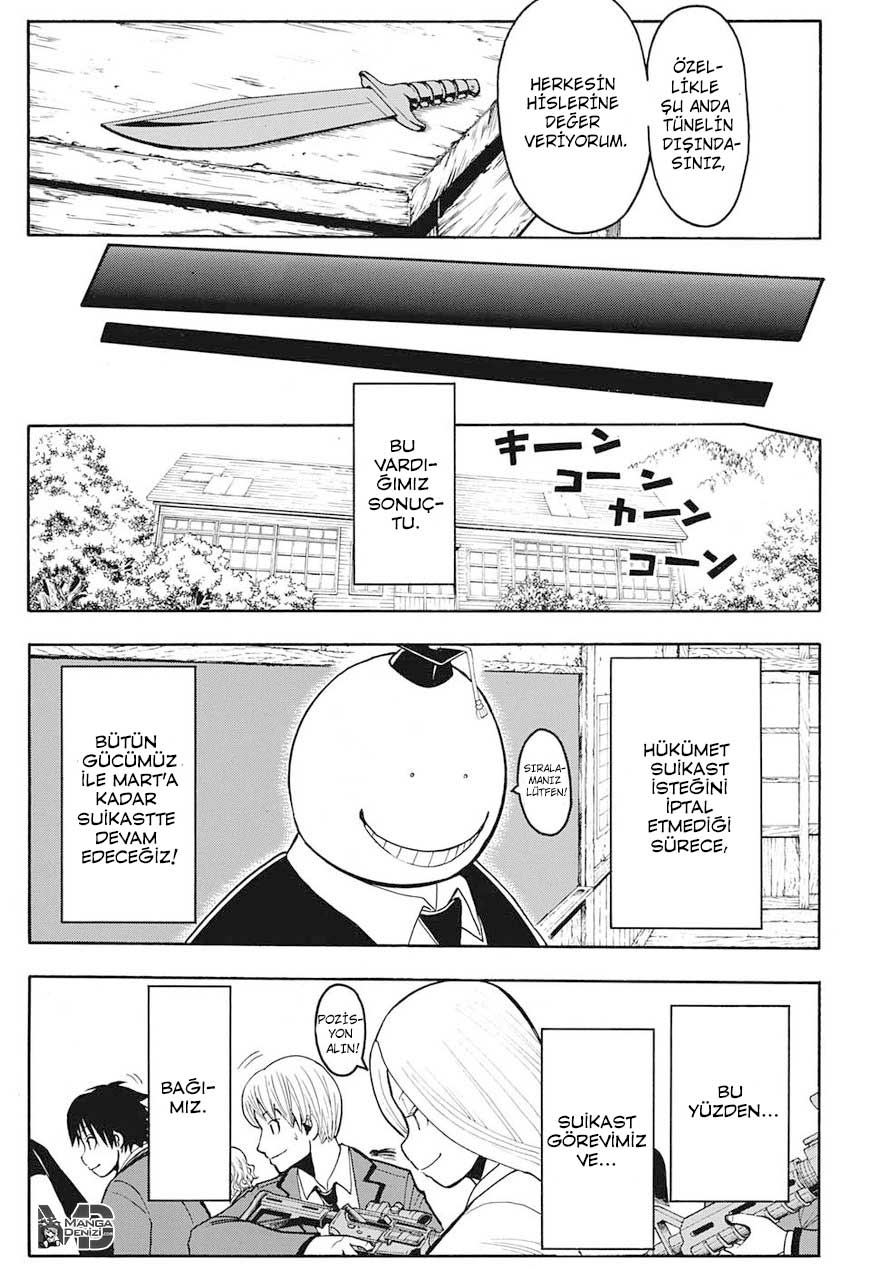 ÖZEL-
LİKLE
ŞU ANDA
TÜNELİN
DIŞINDA-
SINIZ,
HERKESİN
HİSLERİNE
DEĞER
VERİYORUM.
BU
VARDI-
ĞIMIZ
SONUÇ-
TU.
キーン
コーン
カーン
コーン
HÜKÜMET
SUİKAST
İSTEĞİNİ
İPTAL
ETMEDİĞİ
SÜRECE,
SIRALA-
MANIZ
LÜTFEN!
BÜTÜN
GÜCÜMÜZ
İLE MART'A
KADAR
SUİKASTTE
DEVAM
EDECEĞİZ!
BU
YÜZDEN...
SUİKAST
GÖREVİMİZ
VE...
POZİS-
YON
ALIN!
BAĞI-
MIZ.
MD
MANGA
DENİZİ.com